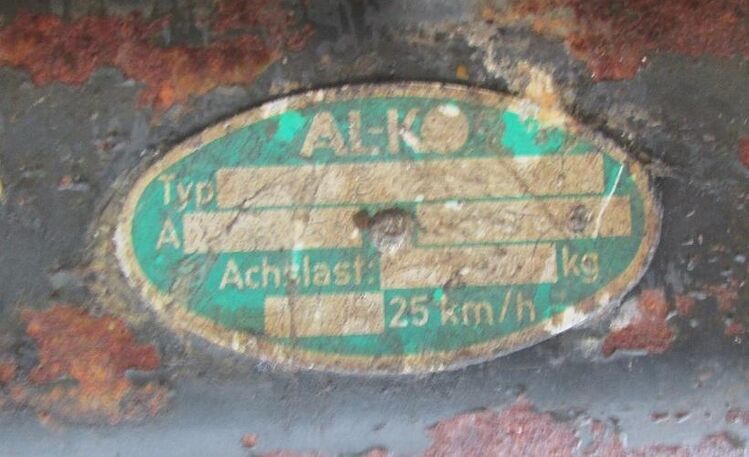 AL-KO
Typ
A
Achslast: kg
25 km/h